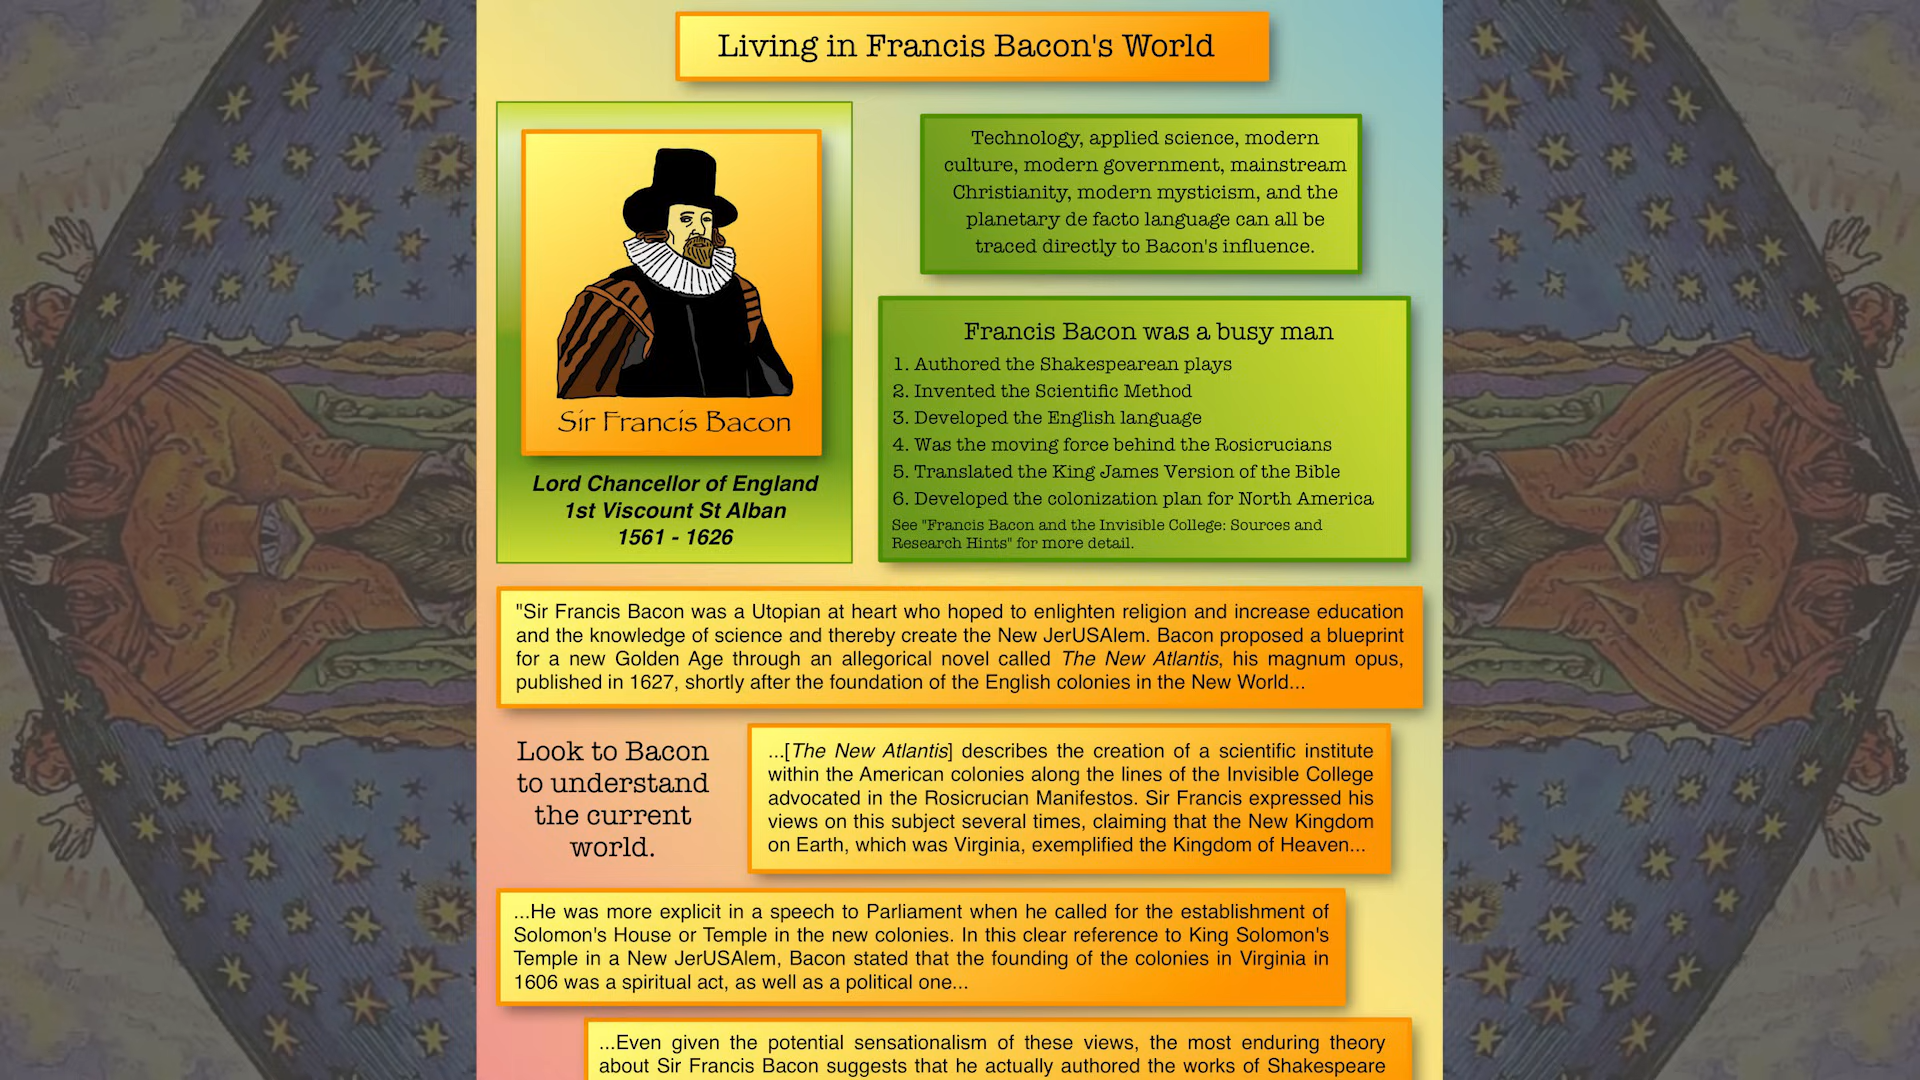 Living in Francis Bacon's World
Sir Francis Bacon
Lord Chancellor of England
1st Viscount St Alban
1561 - 1626
Technology, applied science, modern
culture, modern government, mainstream
Christianity, modern mysticism, and the
planetary de facto language can all be
traced directly to Bacon's influence.
Francis Bacon was a busy man
1. Authored the Shakespearean plays
2. Invented the Scientific Method
3. Developed the English language
4. Was the moving force behind the Rosicrucians
5. Translated the King James Version of the Bible
6. Developed the colonization plan for North America
See "Francis Bacon and the Invisible College: Sources and
Research Hints" for more detail.
"Sir Francis Bacon was a Utopian at heart who hoped to enlighten religion and increase education
and the knowledge of science and thereby create the New JerUSAlem. Bacon proposed a blueprint
for a new Golden Age through an allegorical novel called The New Atlantis, his magnum opus,
published in 1627, shortly after the foundation of the English colonies in the New World...
Look to Bacon
to understand
the current
world.
...[The New Atlantis] describes the creation of a scientific institute
within the American colonies along the lines of the Invisible College
advocated in the Rosicrucian Manifestos. Sir Francis expressed his
views on this subject several times, claiming that the New Kingdom
on Earth, which was Virginia, exemplified the Kingdom of Heaven...
...He was more explicit in a speech to Parliament when he called for the establishment of
Solomon's House or Temple in the new colonies. In this clear reference to King Solomon's
Temple in a New JerUSAlem, Bacon stated that the founding of the colonies in Virginia in
1606 was a spiritual act, as well as a political one...
...Even given the potential sensationalism of these views, the most enduring theory
about Sir Francis Bacon suggests that he actually authored the works of Shakespeare